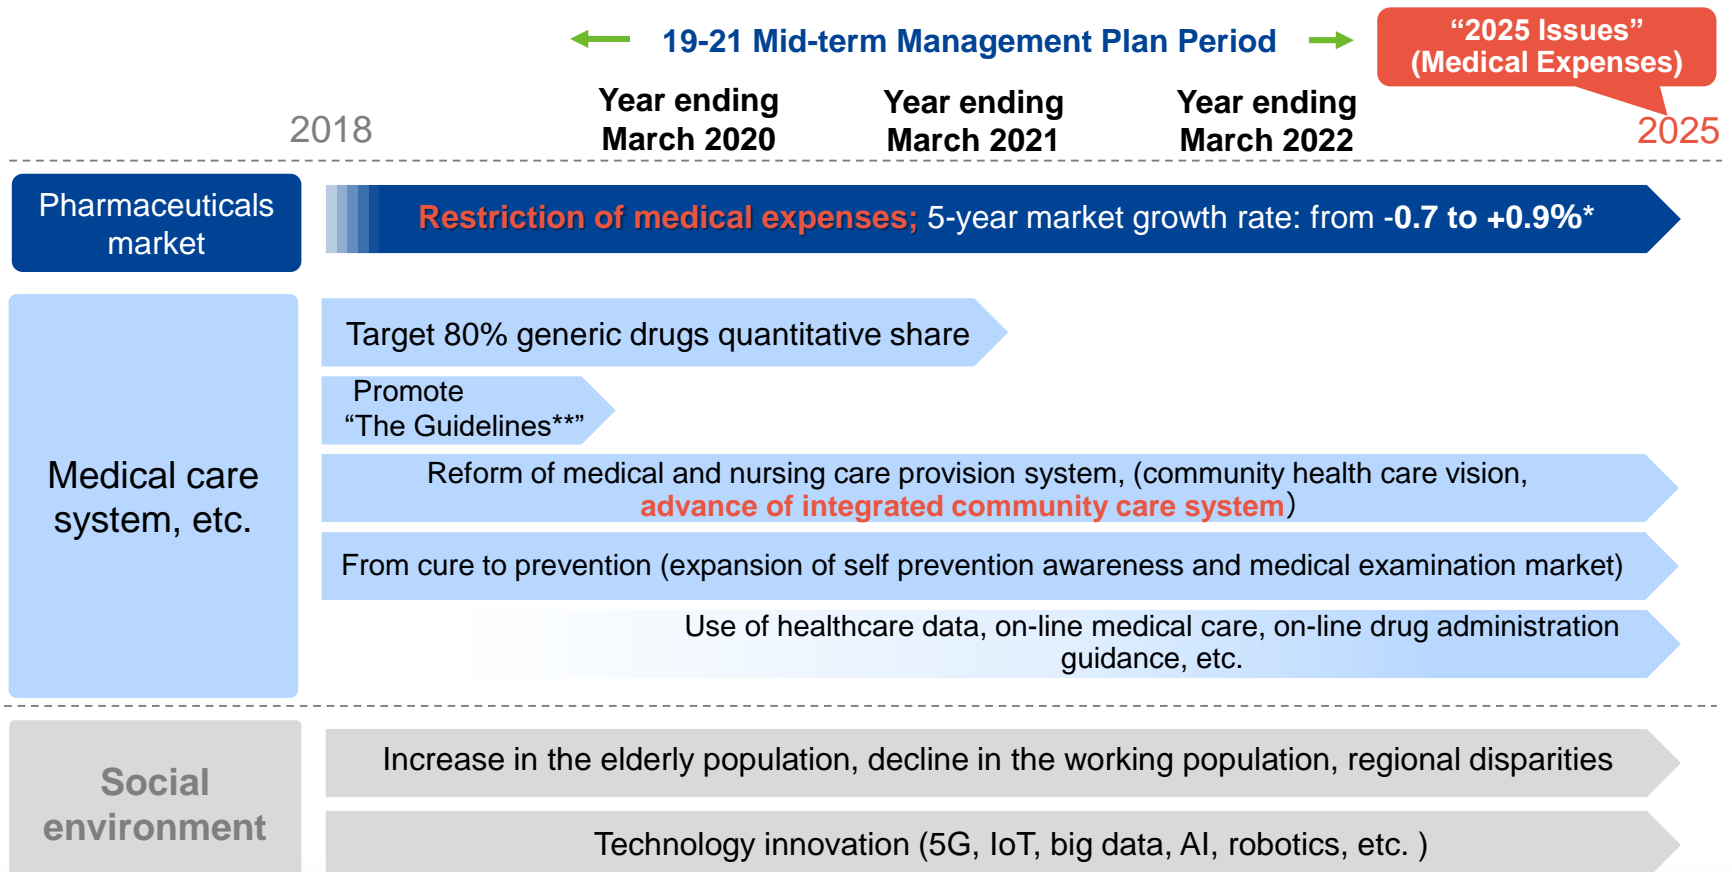 19-21 Mid-term Management Plan Period
“2025 Issues”
(Medical Expenses)
2018
Year ending
March 2020
Year ending
March 2021
Year ending
March 2022
2025
Pharmaceuticals
market
Restriction of medical expenses; 5-year market growth rate: from -0.7 to +0.9%*
Medical care
system, etc.
Target 80% generic drugs quantitative share
Promote
“The Guidelines**”
Reform of medical and nursing care provision system, (community health care vision,
advance of integrated community care system）
From cure to prevention (expansion of self prevention awareness and medical examination market)
Use of healthcare data, on-line medical care, on-line drug administration
guidance, etc.
Social
environment
Increase in the elderly population, decline in the working population, regional disparities
Technology innovation (5G, IoT, big data, AI, robotics, etc. )